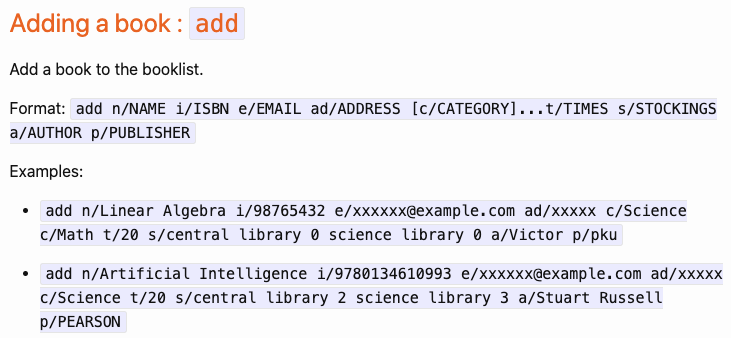 Adding a book : add
Add a book to the booklist.
Format: add n/NAME i/ISBN e/EMAIL ad/ADDRESS [c/CATEGORY]...t/TIMES s/STOCKINGS
a/AUTHOR p/PUBLISHER
Examples:
• add n/Linear Algebra i/98765432 e/xxxxxx@example.com ad/xxxxx c/Science
c/Math t/20 s/central library 0 science library 0 a/Victor p/pku
• add n/Artificial Intelligence i/9780134610993 e/xxxxxx@example.com ad/xxxxx
c/Science t/20 s/central library 2 science library 3 a/Stuart Russell
p/PEARSON